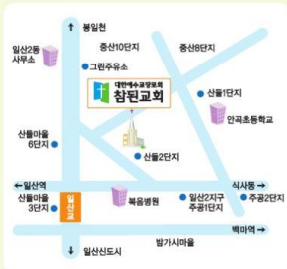 ↑ 봉일천
일산2동
사무소
중산10단지
중산8단지
그린주유소
대한예수교장로회
참된교회
산들1단지
안곡초등학교
산들마을
6단지
산들2단지
←일산역
식사동→
산들마을
3단지
일산교
복음병원
일산2지구
주공1단지
주공2단지
백마역→
밤가시마을
↓ 일산신도시